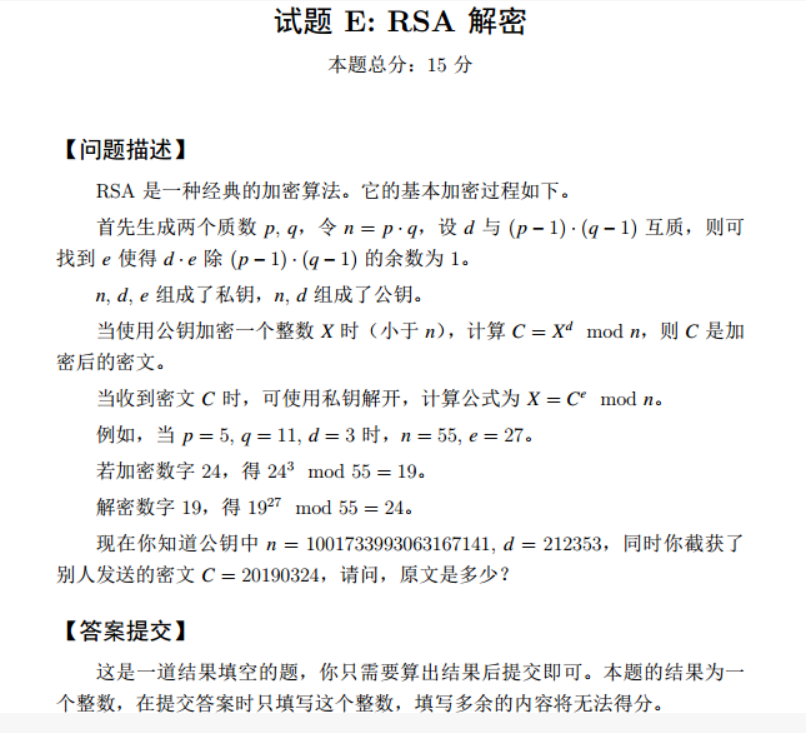 试题 E: RSA 解密
本题总分：15 分
【问题描述】
RSA 是一种经典的加密算法。它的基本加密过程如下。
首先生成两个质数 p, q，令 n = p · q，设 d 与 (p − 1) · (q − 1) 互质，则可
找到 e 使得 d · e 除 (p − 1) · (q − 1) 的余数为 1。
n, d, e 组成了私钥，n, d 组成了公钥。
当使用公钥加密一个整数 X 时（小于 n），计算 C = X^d mod n，则 C 是加
密后的密文。
当收到密文 C 时，可使用私钥解开，计算公式为 X = C^e mod n。
例如，当 p = 5, q = 11, d = 3 时，n = 55, e = 27。
若加密数字 24，得 24^3 mod 55 = 19。
解密数字 19，得 19^27 mod 55 = 24。
现在你知道公钥中 n = 1001733993063167141, d = 212353，同时你截获了
别人发送的密文 C = 20190324，请问，原文是多少？
【答案提交】
这是一道结果填空的题，你只需要算出结果后提交即可。本题的结果为一
个整数，在提交答案时只填写这个整数，填写多余的内容将无法得分。